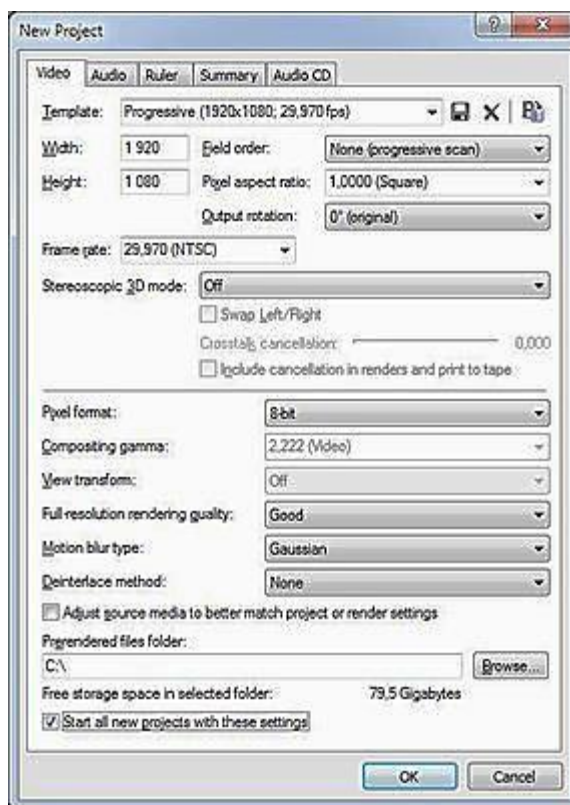 New Project
Video Audio Ruler Summary Audio CD
Template: Progressive (1920x1080; 29,970 fps)
Width: 1 920 Field order: None (progressive scan)
Height: 1 080 Pixel aspect ratio: 1,0000 (Square)
Output rotation: 0° (original)
Frame rate: 29,970 (NTSC)
Stereoscopic 3D mode: Off
Swap Left/Right
Crosstalk cancellation: 0,000
Include cancellation in renders and print to tape
Pixel format: 8-bit
Compositing gamma: 2,222 (Video)
View transform: Off
Full-resolution rendering quality: Good
Motion blur type: Gaussian
Deinterlace method: None
Adjust source media to better match project or render settings
Prerendered files folder:
C:\ Browse...
Free storage space in selected folder: 79,5 Gigabytes
Start all new projects with these settings
OK Cancel